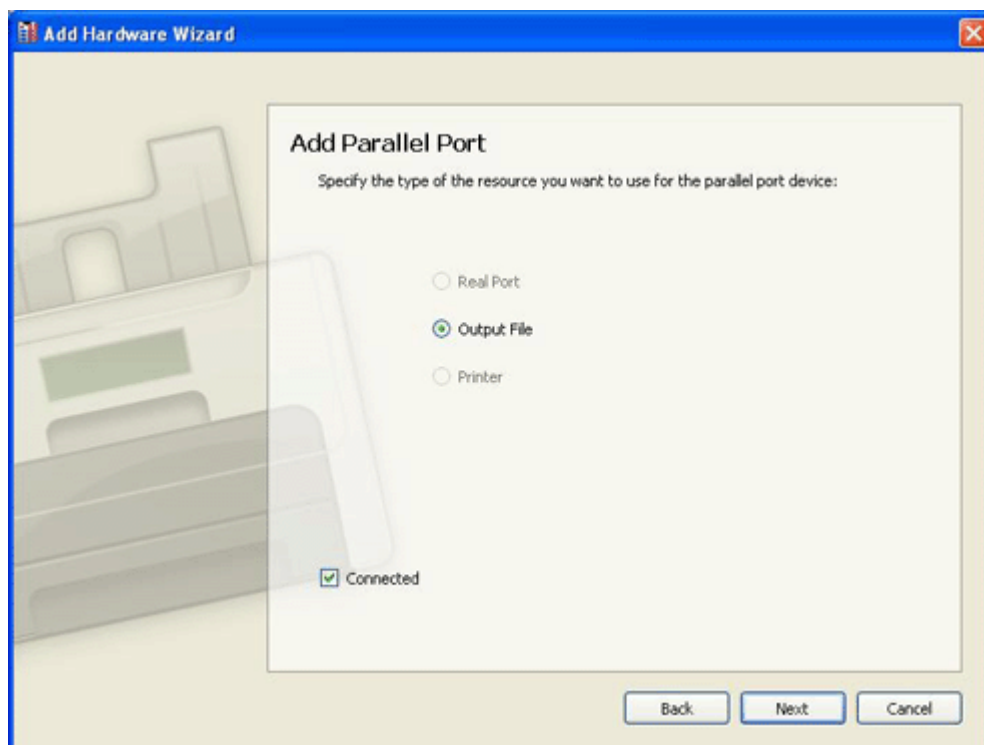 Add Hardware Wizard
Add Parallel Port
Specify the type of the resource you want to use for the parallel port device:
Real Port
Output File
Printer
Connected
Back
Next
Cancel